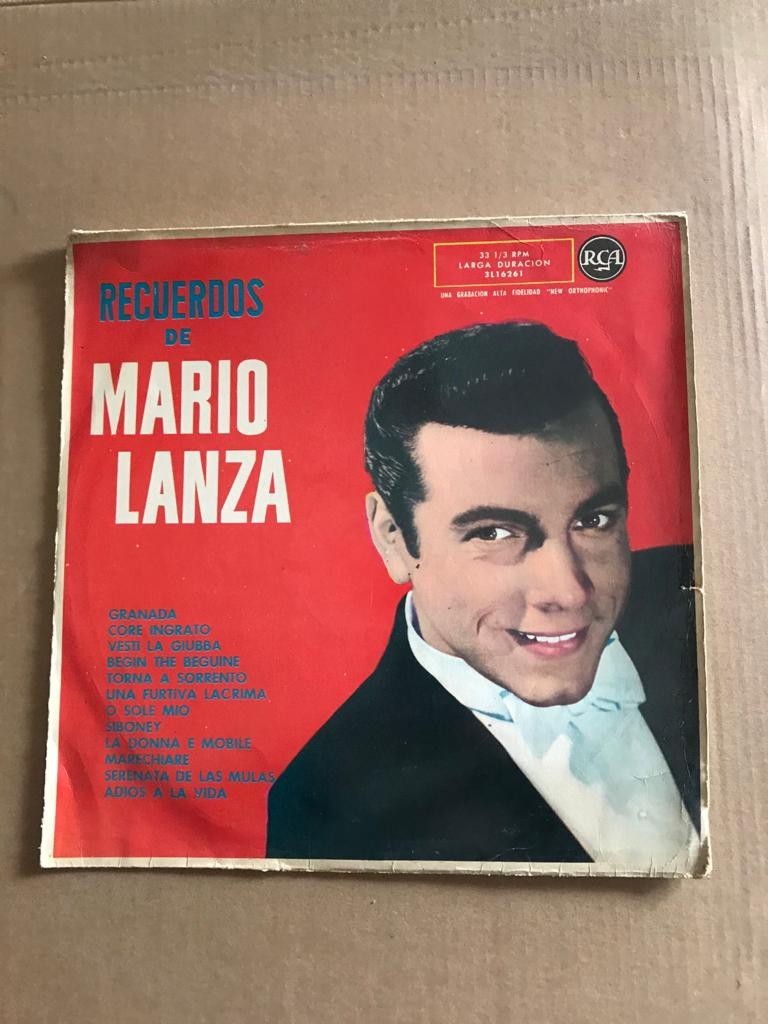 33 1/3 RPM
LARGA DURACION
3L16261
RCA
UNA GRABACION ALTA FIDELIDAD "NEW ORTHOPHONIC"
RECUERDOS
DE
MARIO
LANZA
GRANADA
CORE INGRATO
VESTI LA GIUBBA
BEGIN THE BEGUINE
TORNA A SORRENTO
UNA FURTIVA LACRIMA
O SOLE MIO
SIBONEY
LA DONNA E MOBILE
MARECHIARE
SERENATA DE LAS MULAS
ADIOS A LA VIDA